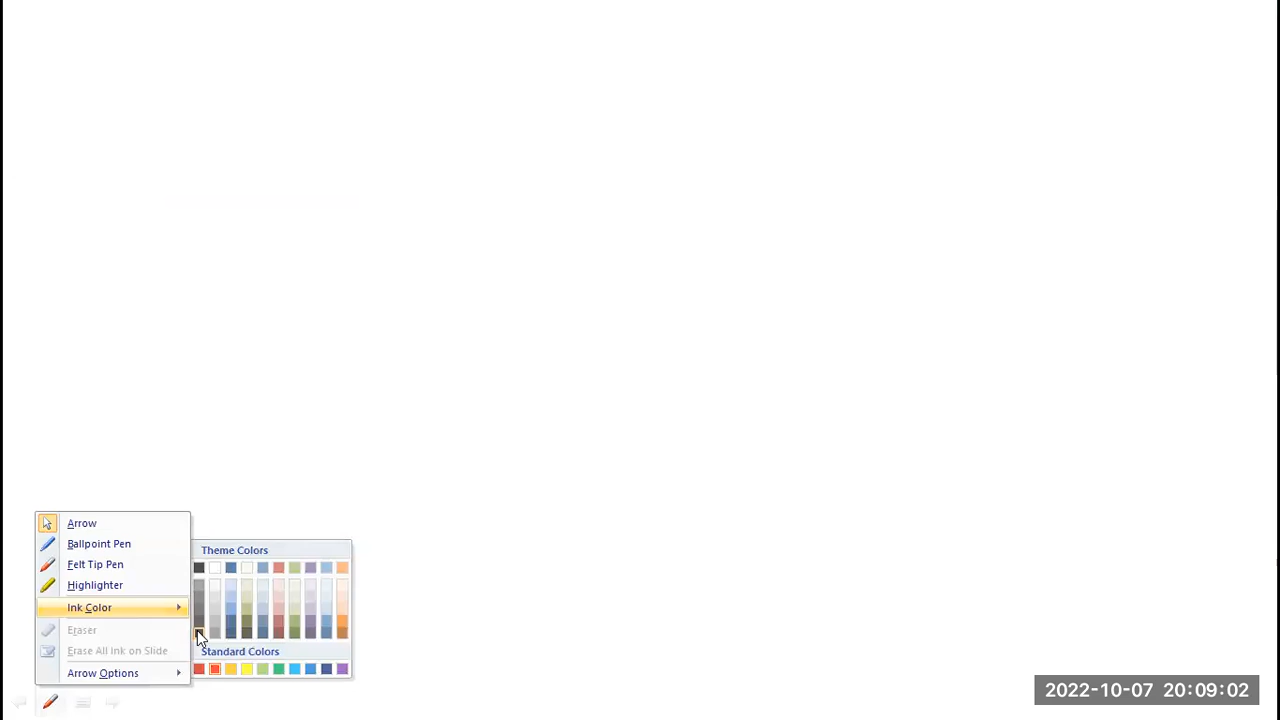 Arrow
Ballpoint Pen
Felt Tip Pen
Highlighter
Ink Color
Eraser
Erase All Ink on Slide
Arrow Options
Theme Colors
Standard Colors
2022-10-07 20:09:02